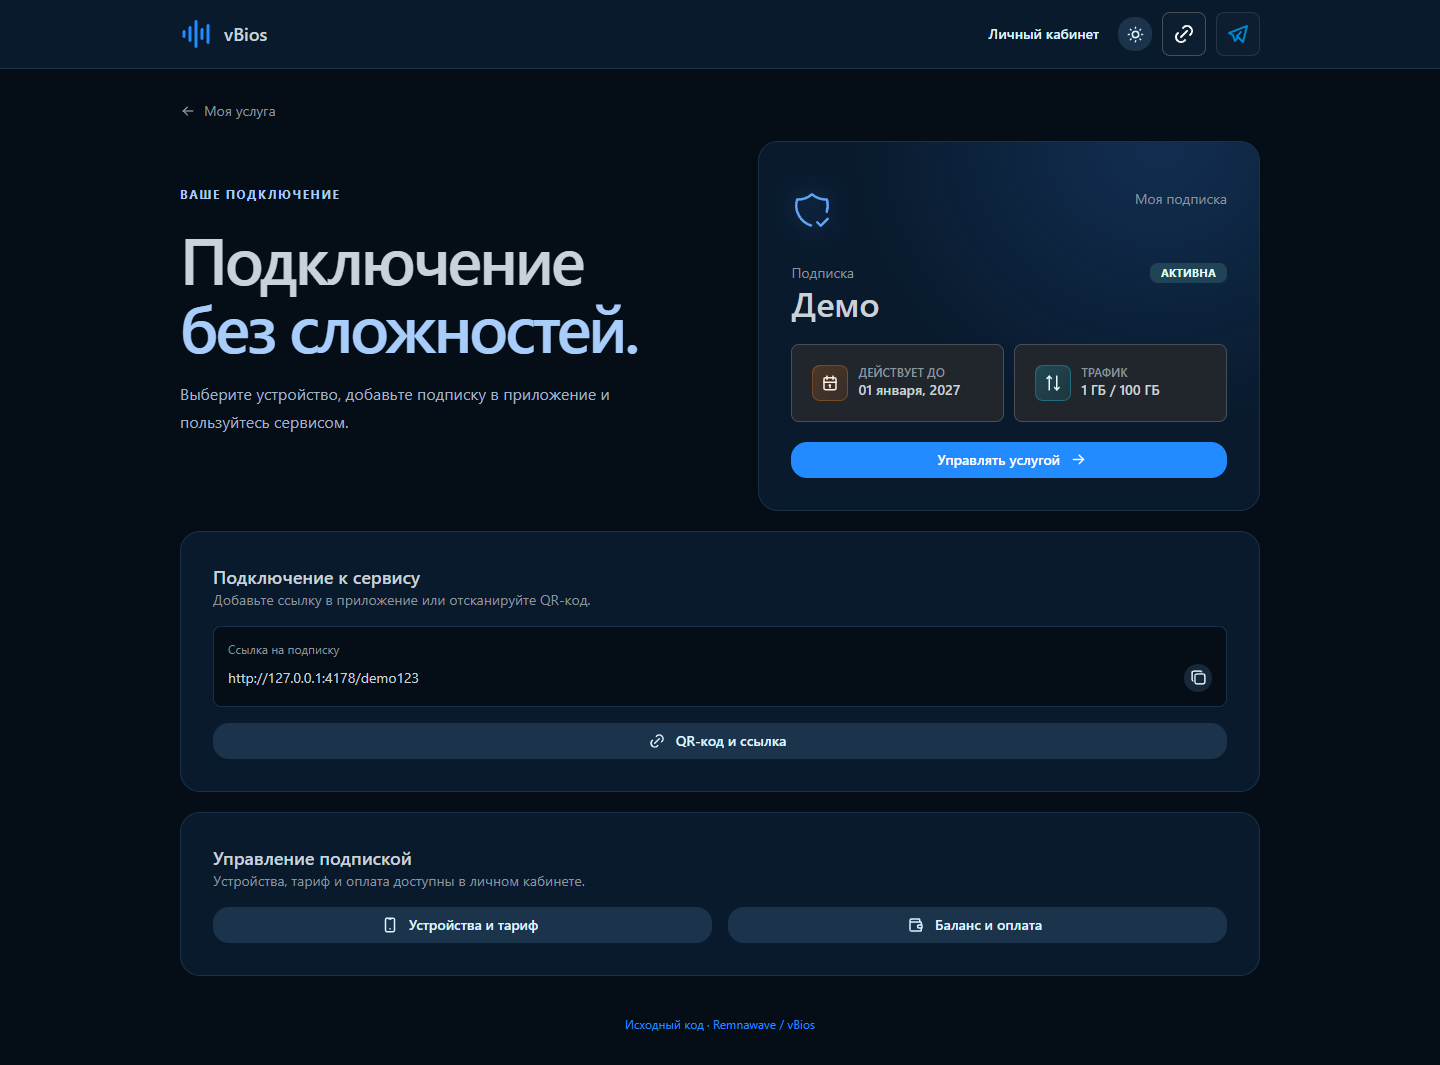 vBios
Личный кабинет
Моя услуга
ВАШЕ ПОДКЛЮЧЕНИЕ
Подключение
без сложностей.
Выберите устройство, добавьте подписку в приложение и
пользуйтесь сервисом.
Моя подписка
Подписка
АКТИВНА
Демо
ДЕЙСТВУЕТ ДО
01 января, 2027
ТРАФИК
1 ГБ / 100 ГБ
Управлять услугой
Подключение к сервису
Добавьте ссылку в приложение или отсканируйте QR-код.
Ссылка на подписку
http://127.0.0.1:4178/demo123
QR-код и ссылка
Управление подпиской
Устройства, тариф и оплата доступны в личном кабинете.
Устройства и тариф
Баланс и оплата
Исходный код · Remnawave / vBios